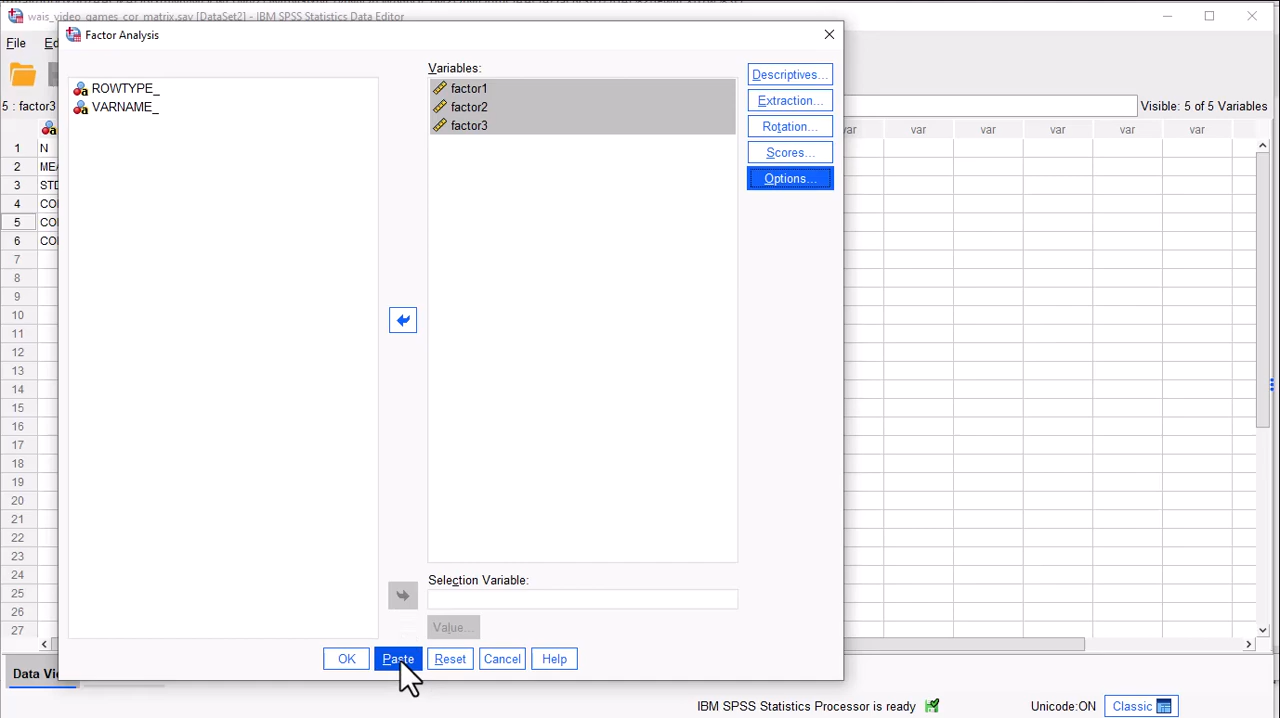 wais_video_games_cor_matrix.sav [DataSet2] - IBM SPSS Statistics Data Editor
Factor Analysis
File
Variables:
ROWTYPE_
VARNAME_
factor1
factor2
factor3
Descriptives...
Extraction...
Rotation...
Scores...
Options...
5 : factor3
Visible: 5 of 5 Variables
var var var var var var
1 N
2
3
4
5
6
7
8
9
10
11
12
13
14
15
16
17
18
19
20
21
22
23
24
25
26
27
Selection Variable:
Value...
OK Paste Reset Cancel Help
IBM SPSS Statistics Processor is ready
Unicode:ON
Classic